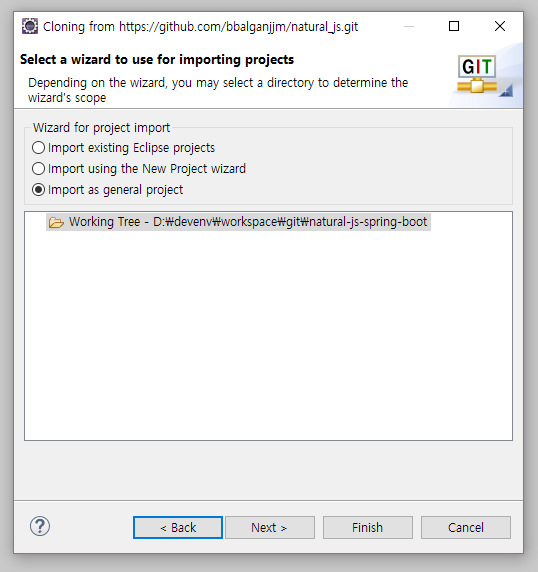 Cloning from https://github.com/bbalganjjm/natural_js.git
Select a wizard to use for importing projects
Depending on the wizard, you may select a directory to determine the
wizard's scope
GIT
Wizard for project import
Import existing Eclipse projects
Import using the New Project wizard
Import as general project
Working Tree - D:₩devenv₩workspace₩git₩natural-js-spring-boot
?
< Back
Next >
Finish
Cancel